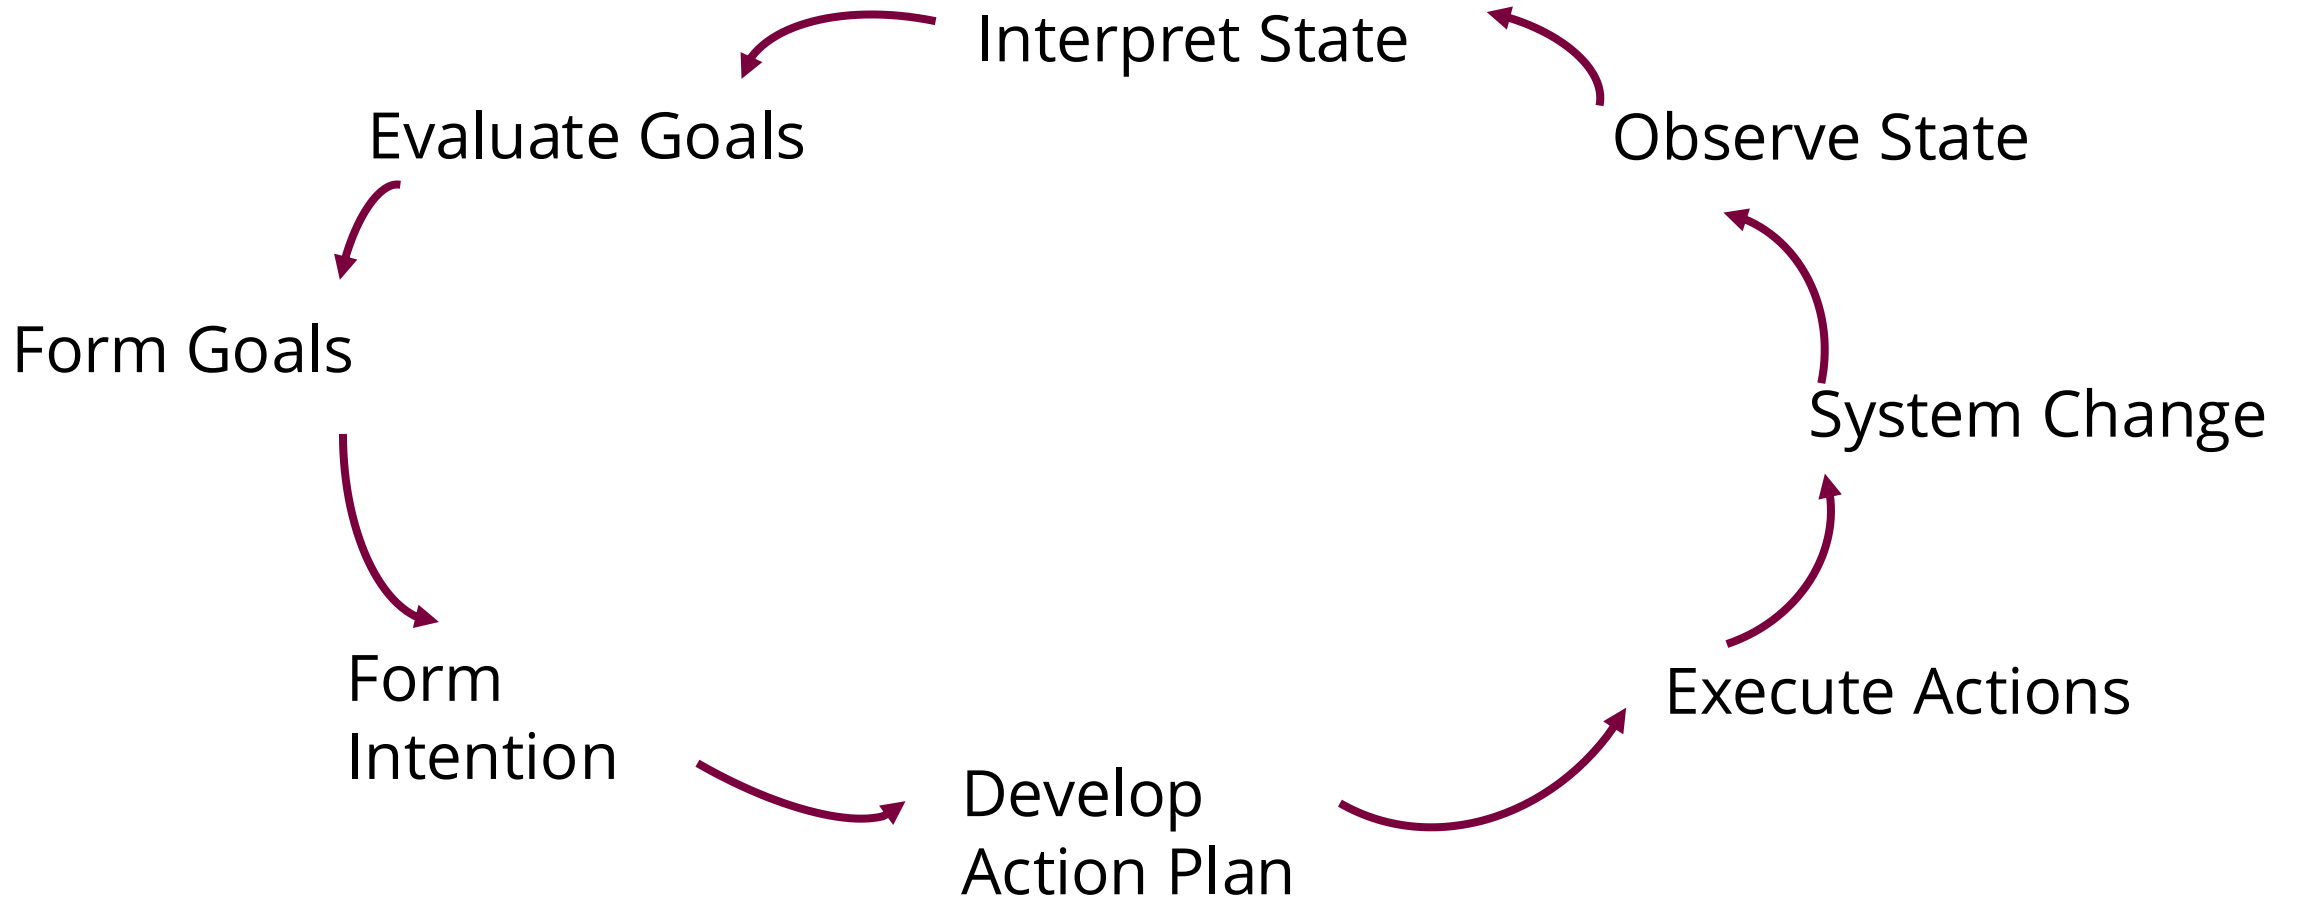 Interpret State
Evaluate Goals
Observe State
Form Goals
System Change
Form
Intention
Execute Actions
Develop
Action Plan